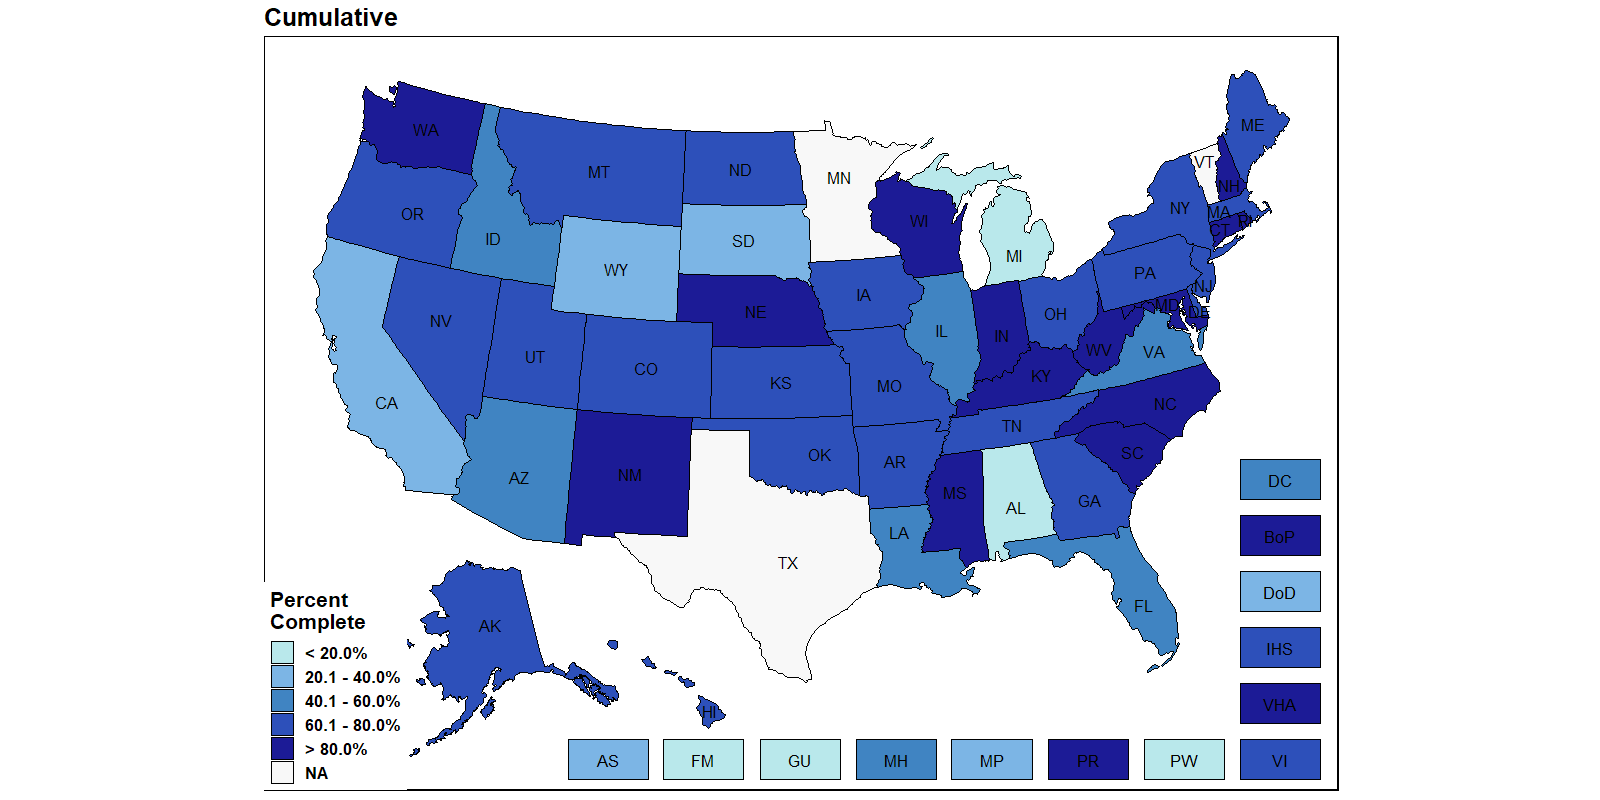 Cumulative
WA
MT
ND
MN
ME
VT
NH
OR
ID
WY
SD
WI
MI
NY
MA
RI
CT
PA
NJ
NV
UT
CO
NE
IA
IL
IN
OH
WV
MD
DE
VA
CA
KS
MO
KY
NC
TN
AZ
NM
OK
AR
SC
MS
AL
GA
LA
TX
FL
AK
HI
DC
BoP
DoD
IHS
VHA
AS
FM
GU
MH
MP
PR
PW
VI
Percent
Complete
< 20.0%
20.1 - 40.0%
40.1 - 60.0%
60.1 - 80.0%
> 80.0%
NA